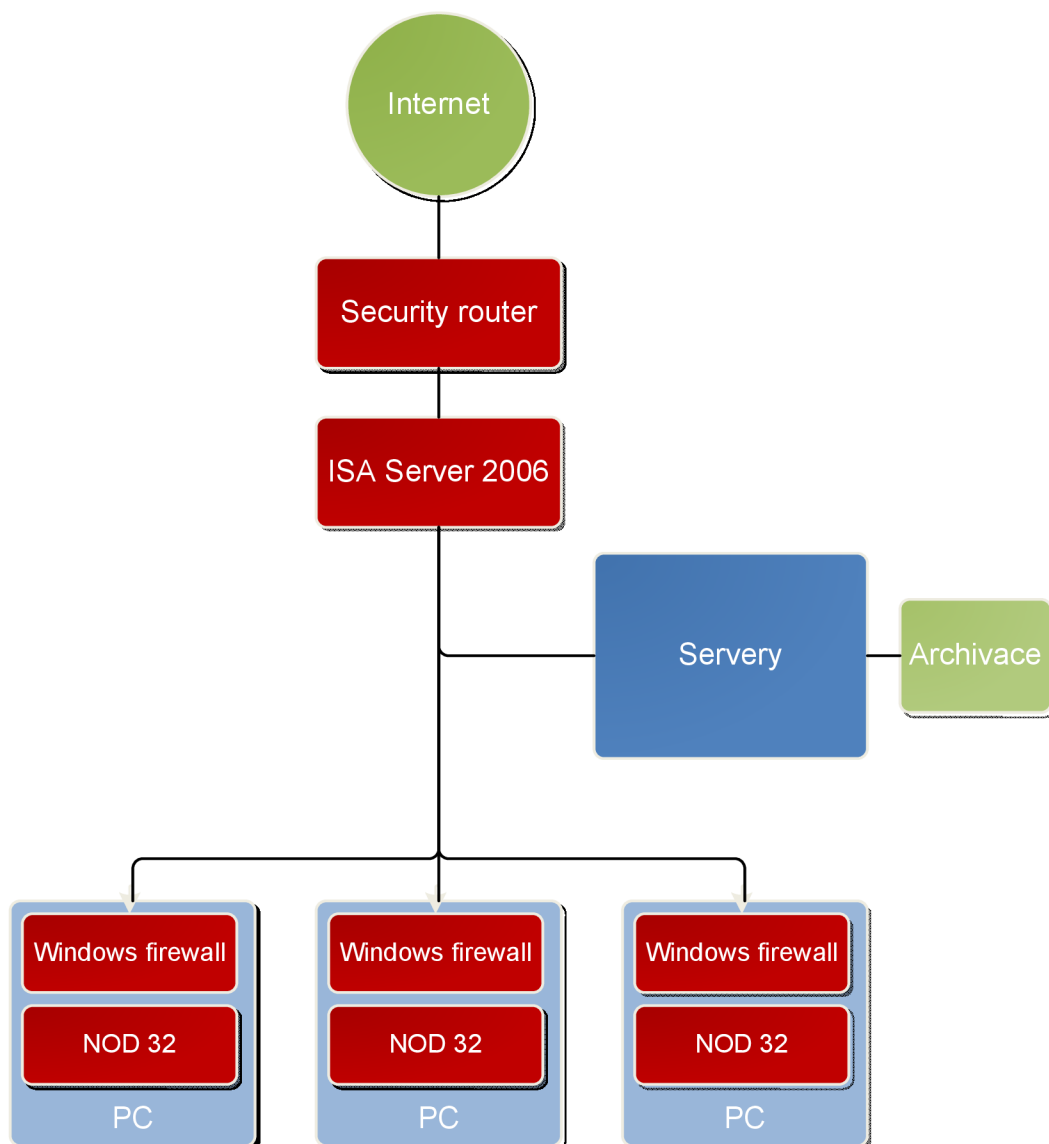 Internet
Security router
ISA Server 2006
Servery
Archivace
Windows firewall
NOD 32
PC
Windows firewall
NOD 32
PC
Windows firewall
NOD 32
PC